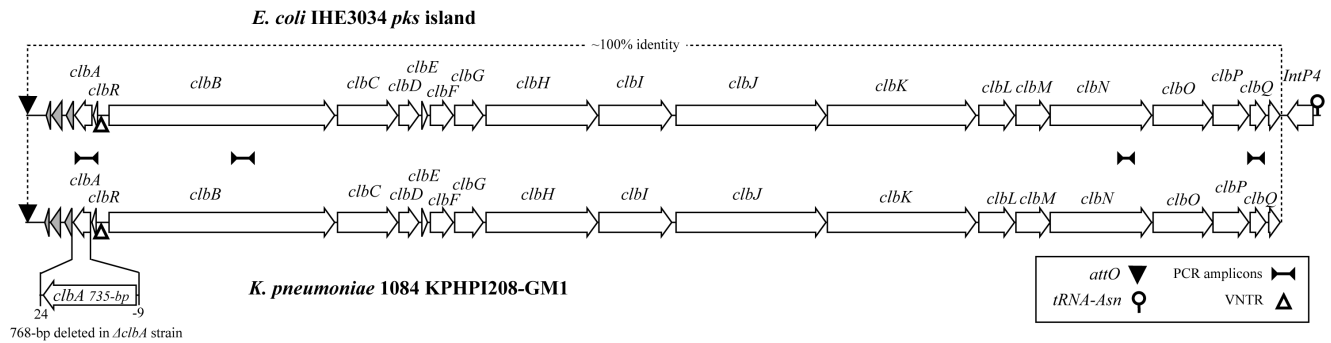 E. coli IHE3034 pks island
~100% identity
clbA clbR clbB clbC clbD clbE clbF clbG clbH clbI clbJ clbK clbL clbM clbN clbO clbP clbQ IntP4
clbA clbR clbB clbC clbD clbE clbF clbG clbH clbI clbJ clbK clbL clbM clbN clbO clbP clbQ
clbA 735-bp
24 -9
768-bp deleted in ΔclbA strain
K. pneumoniae 1084 KPHPI208-GM1
attO PCR amplicons
tRNA-Asn VNTR